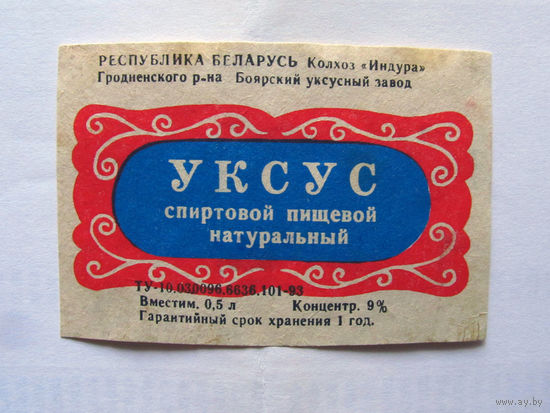 РЕСПУБЛИКА БЕЛАРУСЬ Колхоз «Индура»
Гродненского р-на Боярский уксусный завод
УКСУС
спиртовой пищевой
натуральный
ТУ-10.030096.6636.101-93
Вместим. 0,5 л Концентр. 9%
Гарантийный срок хранения 1 год.
www.ay.by